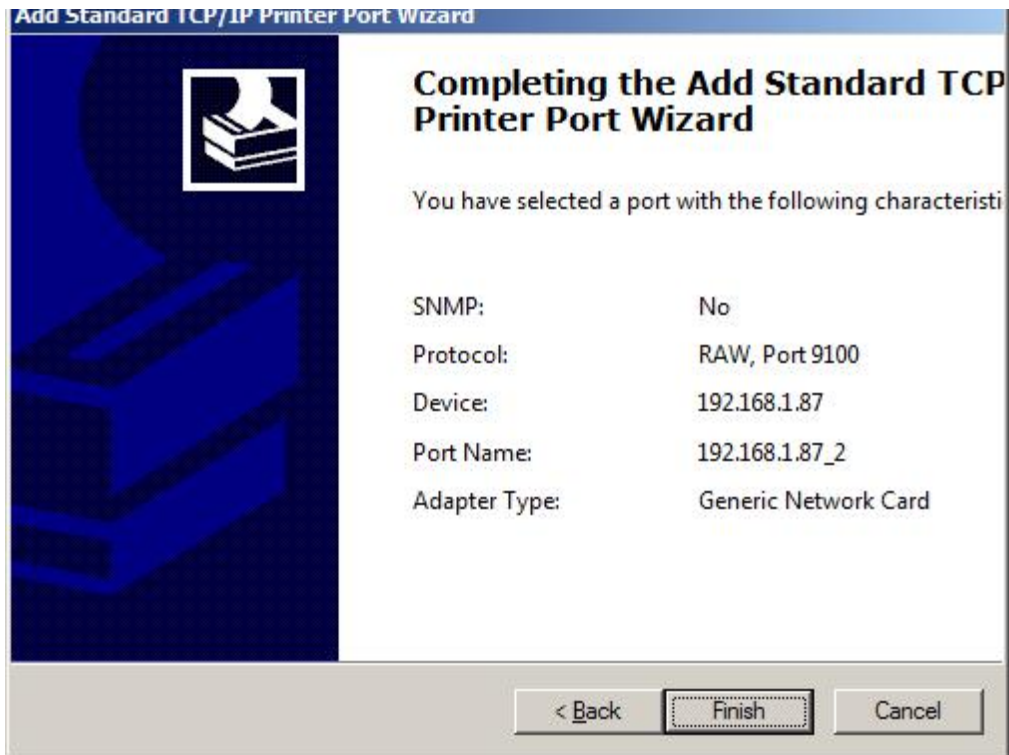 Add Standard TCP/IP Printer Port Wizard
Completing the Add Standard TCP
Printer Port Wizard
You have selected a port with the following characteristi
SNMP: No
Protocol: RAW, Port 9100
Device: 192.168.1.87
Port Name: 192.168.1.87_2
Adapter Type: Generic Network Card
< Back Finish Cancel